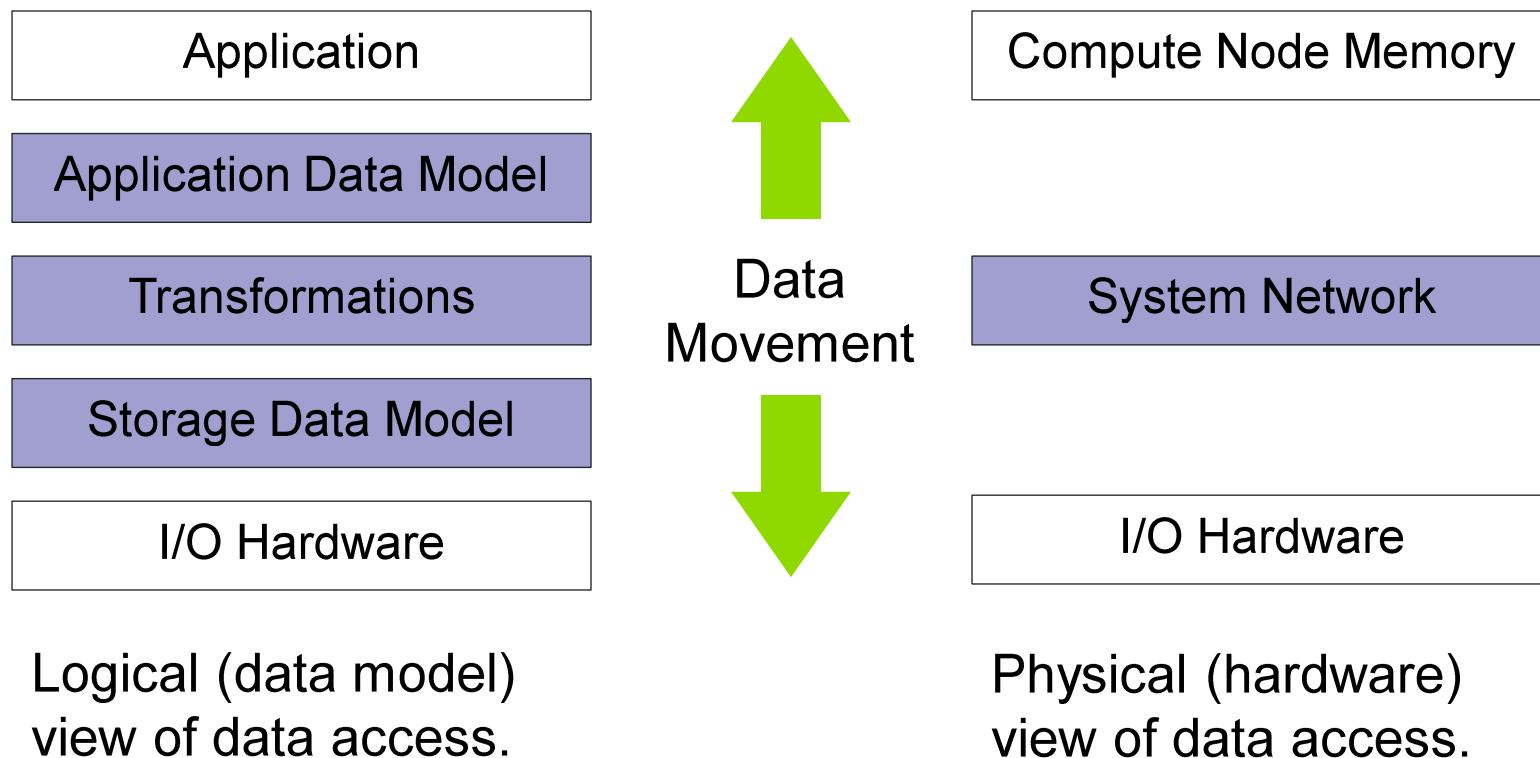 Application
Application Data Model
Transformations
Storage Data Model
I/O Hardware
Logical (data model)
view of data access.
Data
Movement
Compute Node Memory
System Network
I/O Hardware
Physical (hardware)
view of data access.